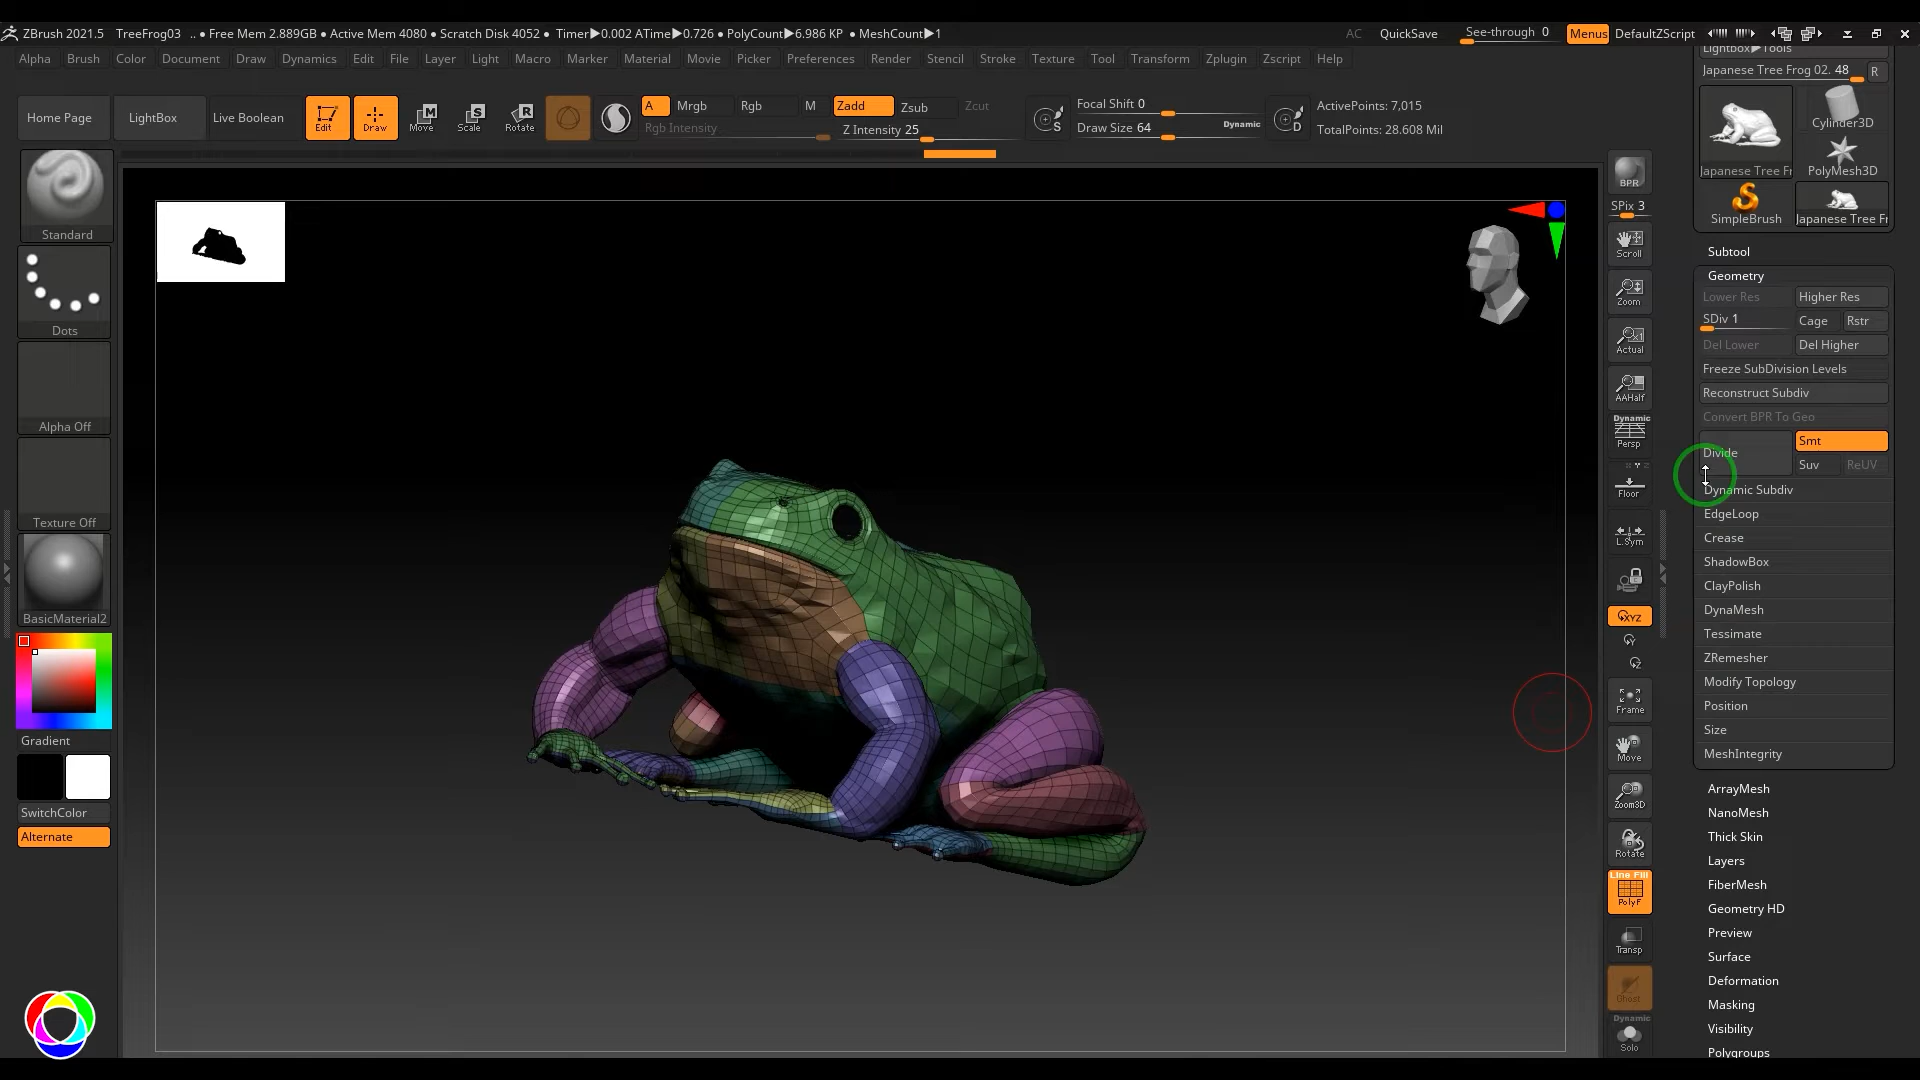 ZBrush 2021.5 TreeFrog03 .. ● Free Mem 2.889GB ● Active Mem 4080 ● Scratch Disk 4052 ● Timer▶0.002 ATime▶0.726 ● PolyCount▶6.986 KP ● MeshCount▶1 AC QuickSave See-through 0 Menus DefaultZScript
Alpha Brush Color Document Draw Dynamics Edit File Layer Light Macro Marker Material Movie Picker Preferences Render Stencil Stroke Texture Tool Transform Zplugin Zscript Help
Home Page LightBox Live Boolean Edit Draw Move Scale Rotate
A Mrgb Rgb M Zadd Zsub Zcut
Rgb Intensity Z Intensity 25
Focal Shift 0
Draw Size 64 Dynamic
ActivePoints: 7,015
TotalPoints: 28.608 Mil
Standard
Dots
Alpha Off
Texture Off
BasicMaterial2
Gradient
SwitchColor
Alternate
BPR
SPix 3
Scroll
Zoom
Actual
AAHalf
Dynamic
Persp
Floor
L.Sym
XYZ
Y
Z
Frame
Move
Zoom3D
Rotate
Line Fill
PolyF
Transp
Ghost
Dynamic
Solo
Lightbox▶Tools
Japanese Tree Frog 02. 48 R
Japanese Tree Fr Cylinder3D
PolyMesh3D
SimpleBrush Japanese Tree Fr
Subtool
Geometry
Lower Res Higher Res
SDiv 1 Cage Rstr
Del Lower Del Higher
Freeze SubDivision Levels
Reconstruct Subdiv
Convert BPR To Geo
Divide Smt
Suv ReUV
Dynamic Subdiv
EdgeLoop
Crease
ShadowBox
ClayPolish
DynaMesh
Tessimate
ZRemesher
Modify Topology
Position
Size
MeshIntegrity
ArrayMesh
NanoMesh
Thick Skin
Layers
FiberMesh
Geometry HD
Preview
Surface
Deformation
Masking
Visibility
Polygroups